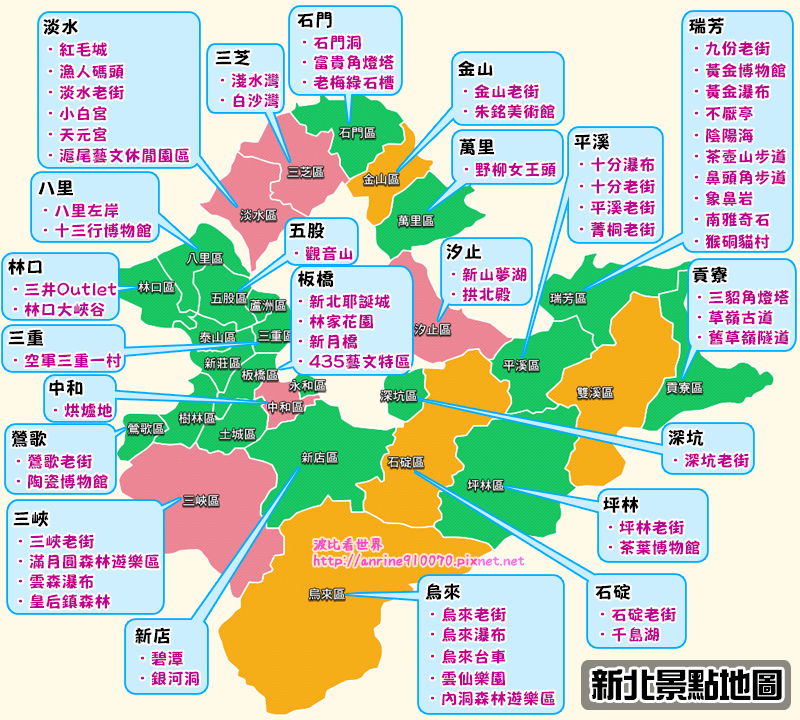 淡水
・紅毛城
・漁人碼頭
・淡水老街
・小白宮
・天元宮
・滬尾藝文休閒園區
三芝
・淺水灣
・白沙灣
石門
・石門洞
・富貴角燈塔
・老梅綠石槽
金山
・金山老街
・朱銘美術館
萬里
・野柳女王頭
平溪
・十分瀑布
・十分老街
・平溪老街
・菁桐老街
瑞芳
・九份老街
・黃金博物館
・黃金瀑布
・不厭亭
・陰陽海
・茶壺山步道
・鼻頭角步道
・象鼻岩
・南雅奇石
・猴硐貓村
八里
・八里左岸
・十三行博物館
五股
・觀音山
汐止
・新山夢湖
・拱北殿
林口
・三井Outlet
・林口大峽谷
板橋
・新北耶誕城
・林家花園
・新月橋
・435藝文特區
貢寮
・三貂角燈塔
・草嶺古道
・舊草嶺隧道
三重
・空軍三重一村
中和
・烘爐地
鶯歌
・鶯歌老街
・陶瓷博物館
深坑
・深坑老街
三峽
・三峽老街
・滿月圓森林遊樂區
・雲森瀑布
・皇后鎮森林
坪林
・坪林老街
・茶葉博物館
新店
・碧潭
・銀河洞
烏來
・烏來老街
・烏來瀑布
・烏來台車
・雲仙樂園
・內洞森林遊樂區
石碇
・石碇老街
・千島湖
石門區
三芝區
金山區
淡水區
萬里區
八里區
林口區
五股區
蘆洲區
瑞芳區
汐止區
泰山區
三重區
新莊區
板橋區
平溪區
永和區
中和區
深坑區
雙溪區
貢寮區
樹林區
鶯歌區
土城區
新店區
石碇區
坪林區
三峽區
烏來區
波比看世界
http://anrine910070.pixnet.net
新北景點地圖